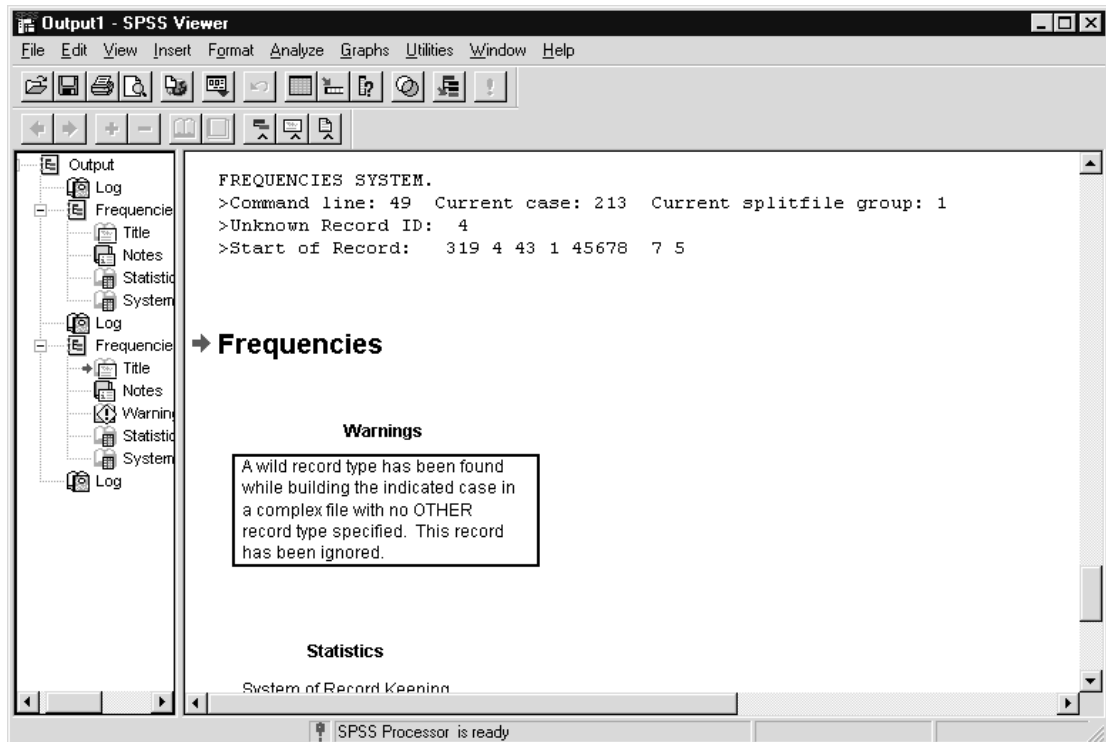 Output1 - SPSS Viewer
File Edit View Insert Format Analyze Graphs Utilities Window Help
Output
Log
Frequencie
Title
Notes
Statistic
System
Log
Frequencie
Title
Notes
Warnin
Statistic
System
Log
FREQUENCIES SYSTEM.
>Command line: 49 Current case: 213 Current splitfile group: 1
>Unknown Record ID: 4
>Start of Record: 319 4 43 1 45678 7 5
Frequencies
Warnings
A wild record type has been found
while building the indicated case in
a complex file with no OTHER
record type specified. This record
has been ignored.
Statistics
System of Record Keeping
SPSS Processor is ready